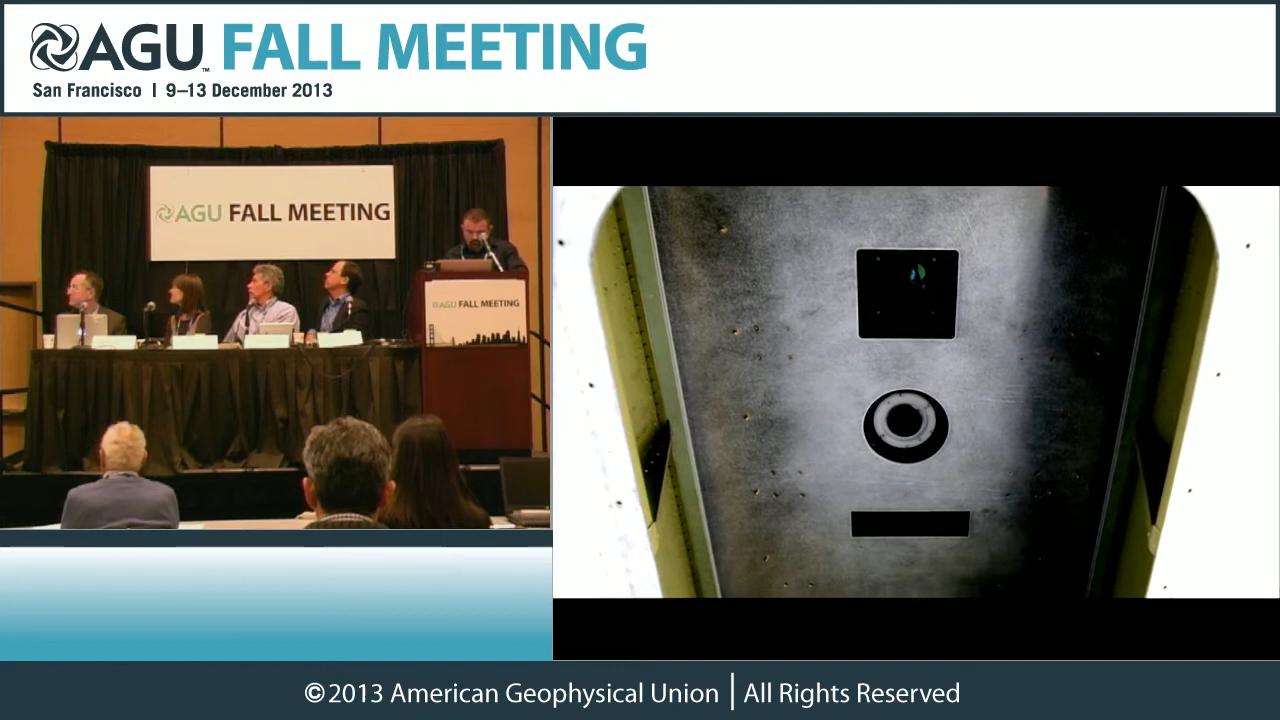 AGU™ FALL MEETING
San Francisco | 9–13 December 2013
AGU FALL MEETING
AGU FALL MEETING
©2013 American Geophysical Union | All Rights Reserved